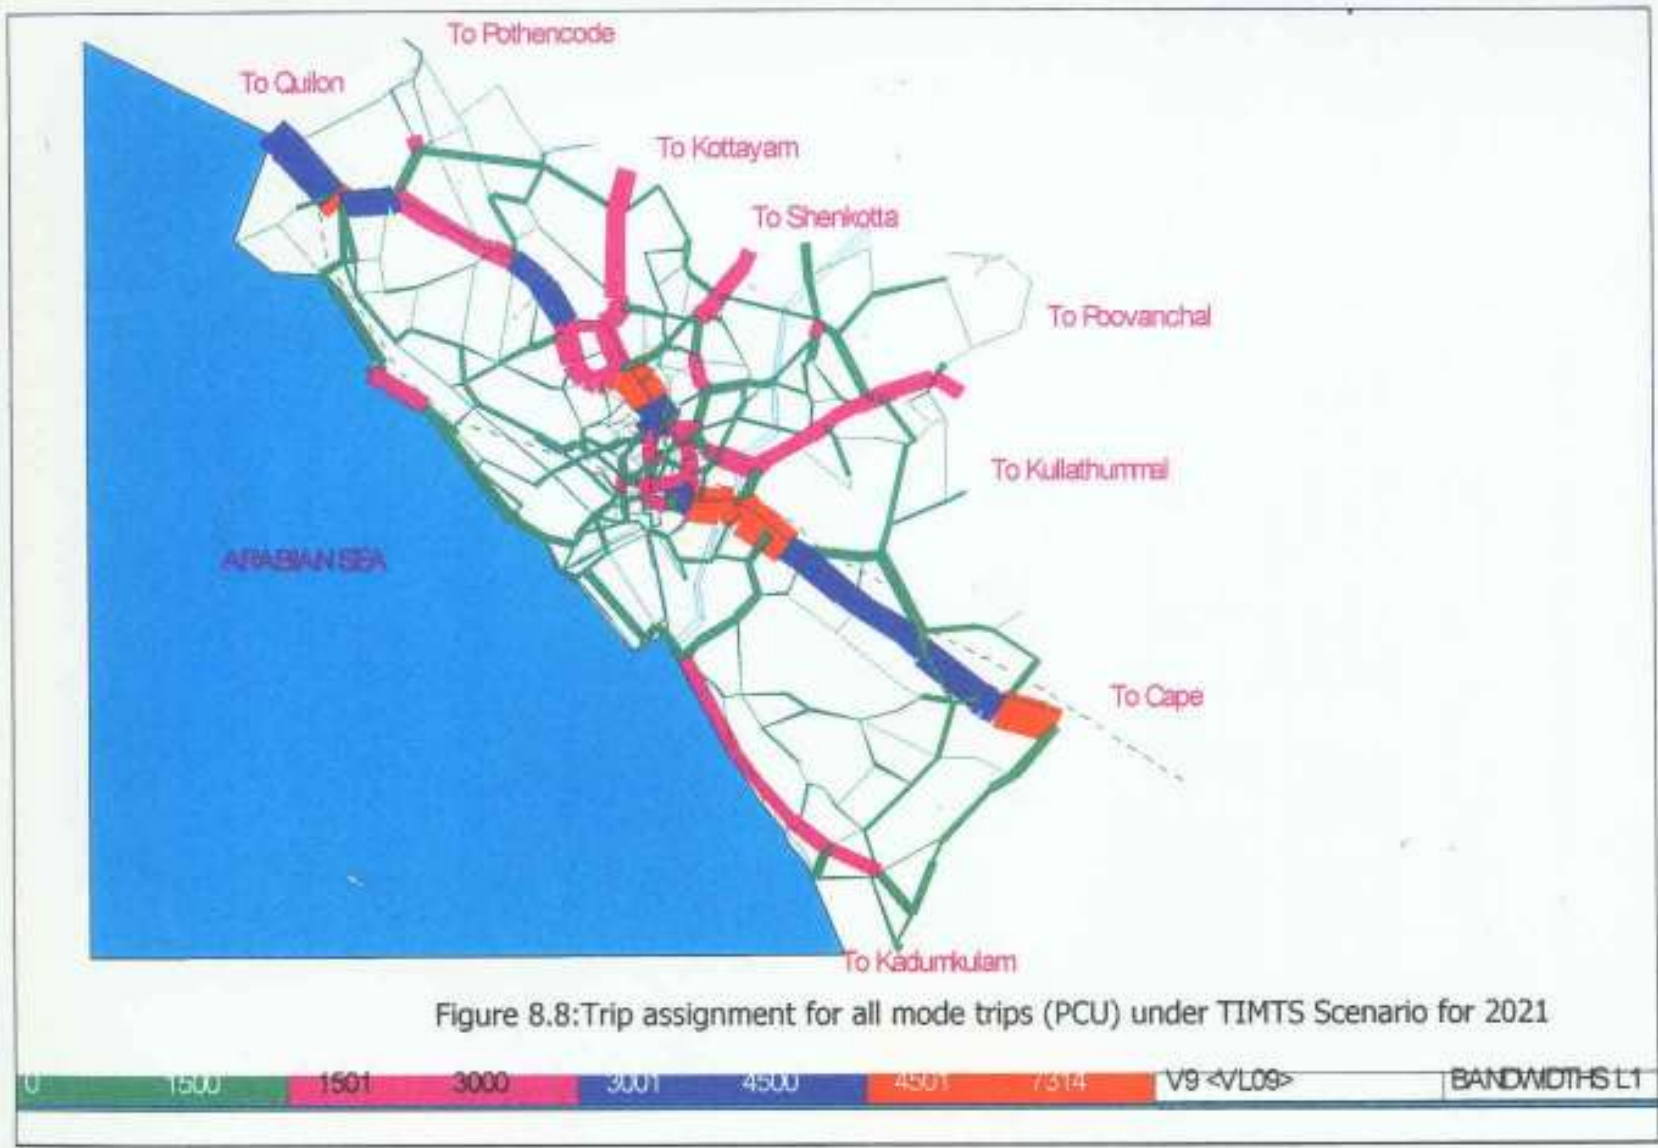 To Pothencode
To Quilon
To Kottayam
To Shenkotta
To Poovanchal
To Kullathummal
ARABIAN SEA
To Cape
To Kadumkulam
Figure 8.8:Trip assignment for all mode trips (PCU) under TIMTS Scenario for 2021
0 1500 1501 3000 3001 4500 4501 7314 V9 <VL09> BANDWIDTHS L1